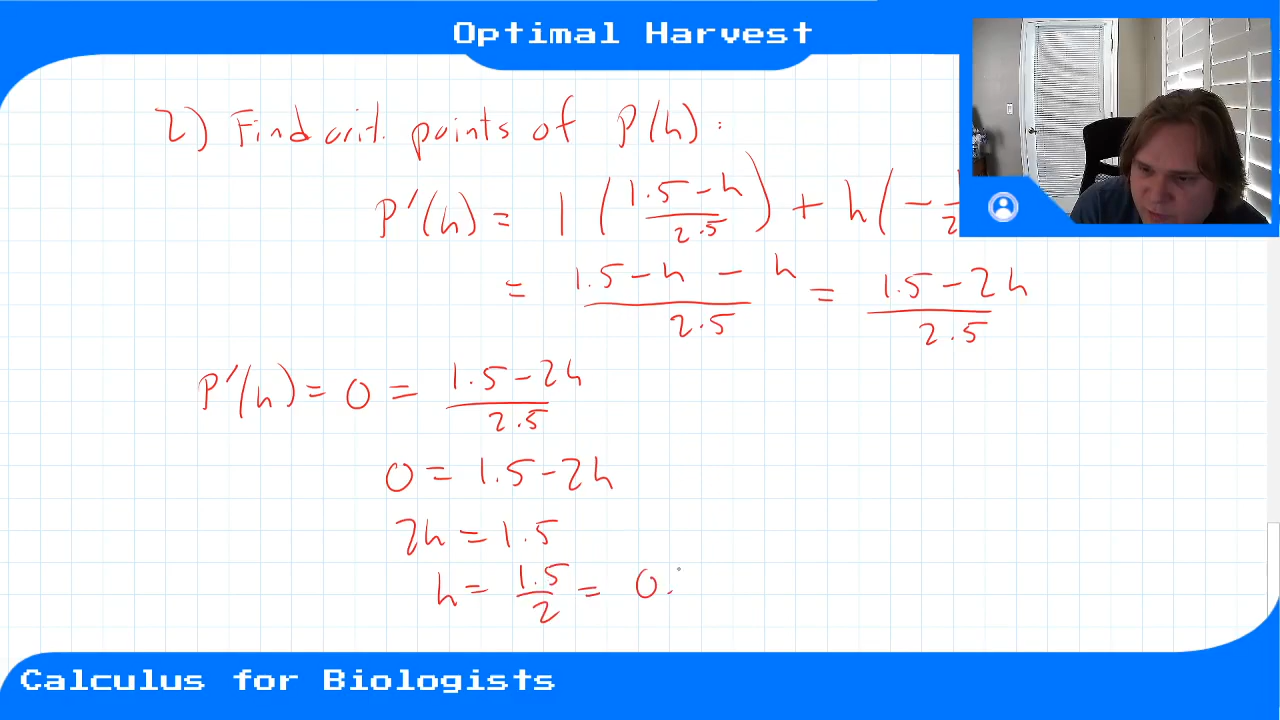 Optimal Harvest
2) Find crit. points of P(h):
P'(h) = 1 (1.5 - h / 2.5) + h( -
= 1.5 - h - h / 2.5 = 1.5 - 2h / 2.5
P'(h) = 0 = 1.5 - 2h / 2.5
0 = 1.5 - 2h
2h = 1.5
h = 1.5 / 2 = 0.
Calculus for Biologists